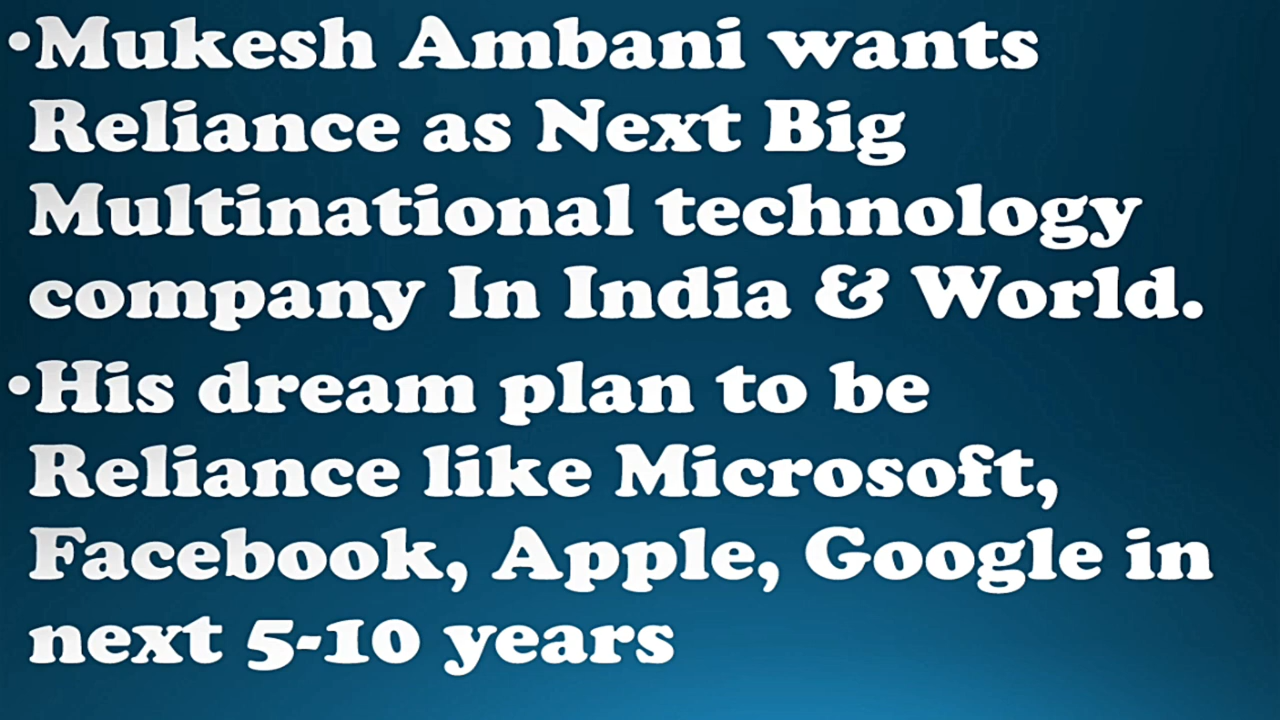 •Mukesh Ambani wants
Reliance as Next Big
Multinational technology
company In India & World.
•His dream plan to be
Reliance like Microsoft,
Facebook, Apple, Google in
next 5-10 years